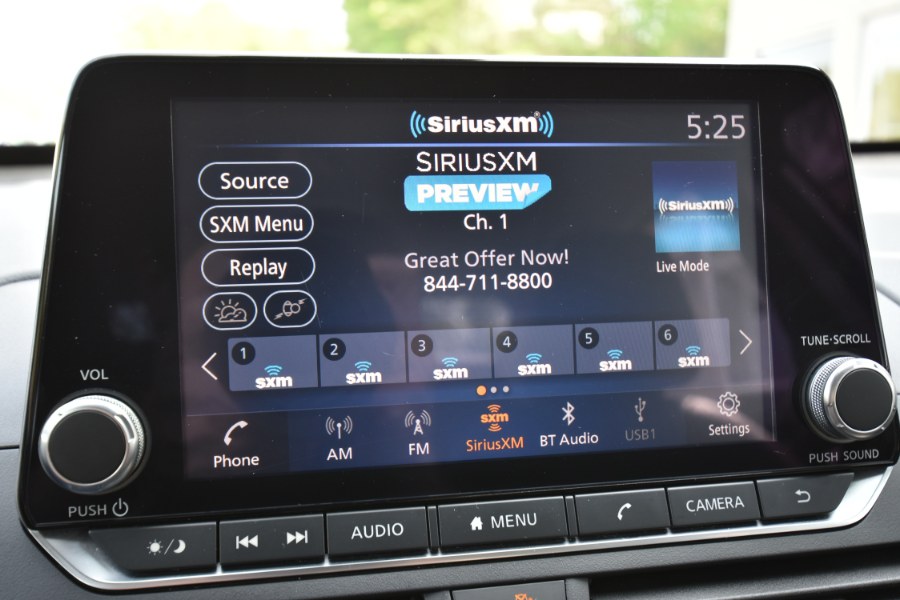 SiriusXM
5:25
SIRIUSXM
PREVIEW
Ch. 1
Great Offer Now!
844-711-8800
Source
SXM Menu
Replay
SiriusXM
Live Mode
1 2 3 4 5 6
sxm sxm sxm sxm sxm sxm
sxm
Phone AM FM SiriusXM BT Audio USB1 Settings
VOL
PUSH
TUNE·SCROLL
PUSH SOUND
AUDIO MENU CAMERA